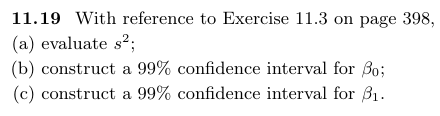 11.19 With reference to Exercise 11.3 on page 398,
(a) evaluate s²;
(b) construct a 99% confidence interval for β₀;
(c) construct a 99% confidence interval for β₁.